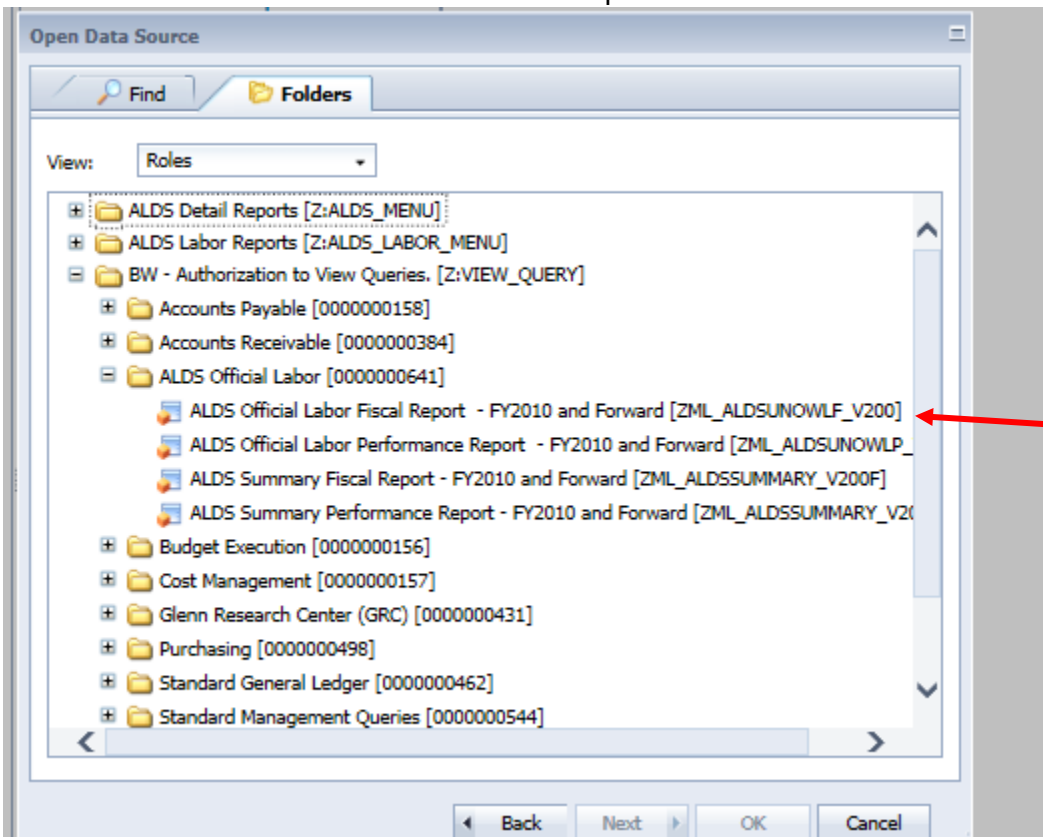 Open Data Source
Find Folders
View: Roles
ALDS Detail Reports [Z:ALDS_MENU]
ALDS Labor Reports [Z:ALDS_LABOR_MENU]
BW - Authorization to View Queries. [Z:VIEW_QUERY]
Accounts Payable [0000000158]
Accounts Receivable [0000000384]
ALDS Official Labor [0000000641]
ALDS Official Labor Fiscal Report - FY2010 and Forward [ZML_ALDSUNOWLF_V200]
ALDS Official Labor Performance Report - FY2010 and Forward [ZML_ALDSUNOWLP_
ALDS Summary Fiscal Report - FY2010 and Forward [ZML_ALDSSUMMARY_V200F]
ALDS Summary Performance Report - FY2010 and Forward [ZML_ALDSSUMMARY_V20
Budget Execution [0000000156]
Cost Management [0000000157]
Glenn Research Center (GRC) [0000000431]
Purchasing [0000000498]
Standard General Ledger [0000000462]
Standard Management Queries [0000000544]
Back Next OK Cancel